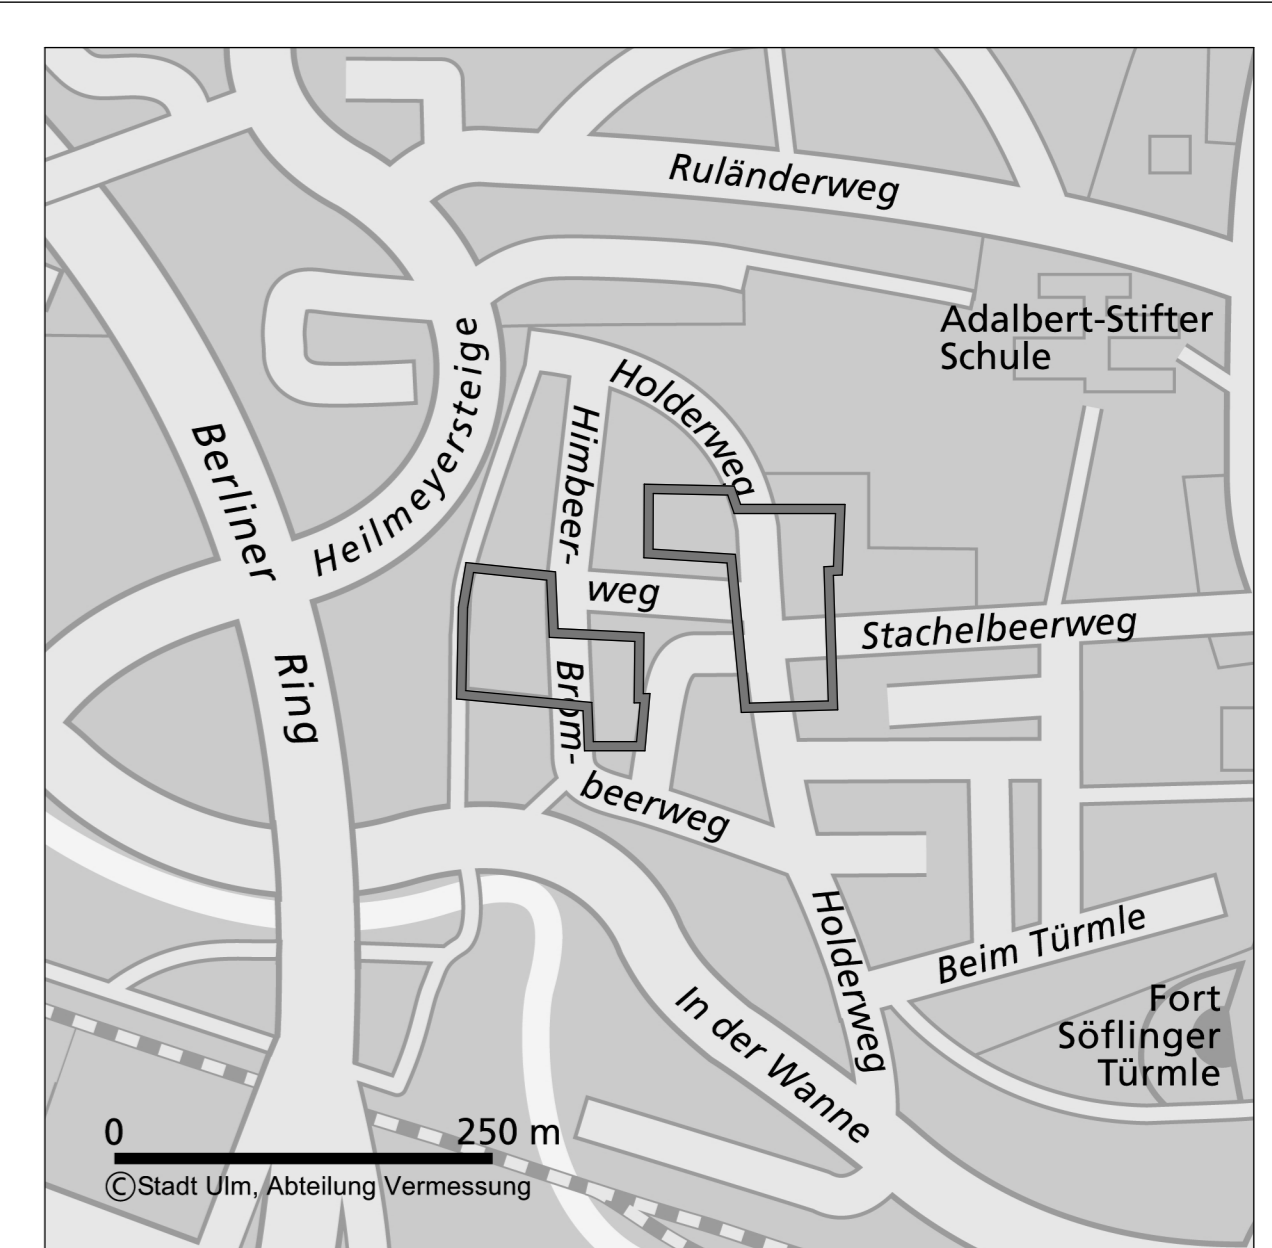 Ruländerweg
Adalbert-Stifter
Schule
Heilmeyersteige
Holderweg
Himbeer-
weg
Berliner
Ring
Stachelbeerweg
Brom-
beerweg
Holderweg
Beim Türmle
In der Wanne
Fort
Söflinger
Türmle
0 250 m
©Stadt Ulm, Abteilung Vermessung